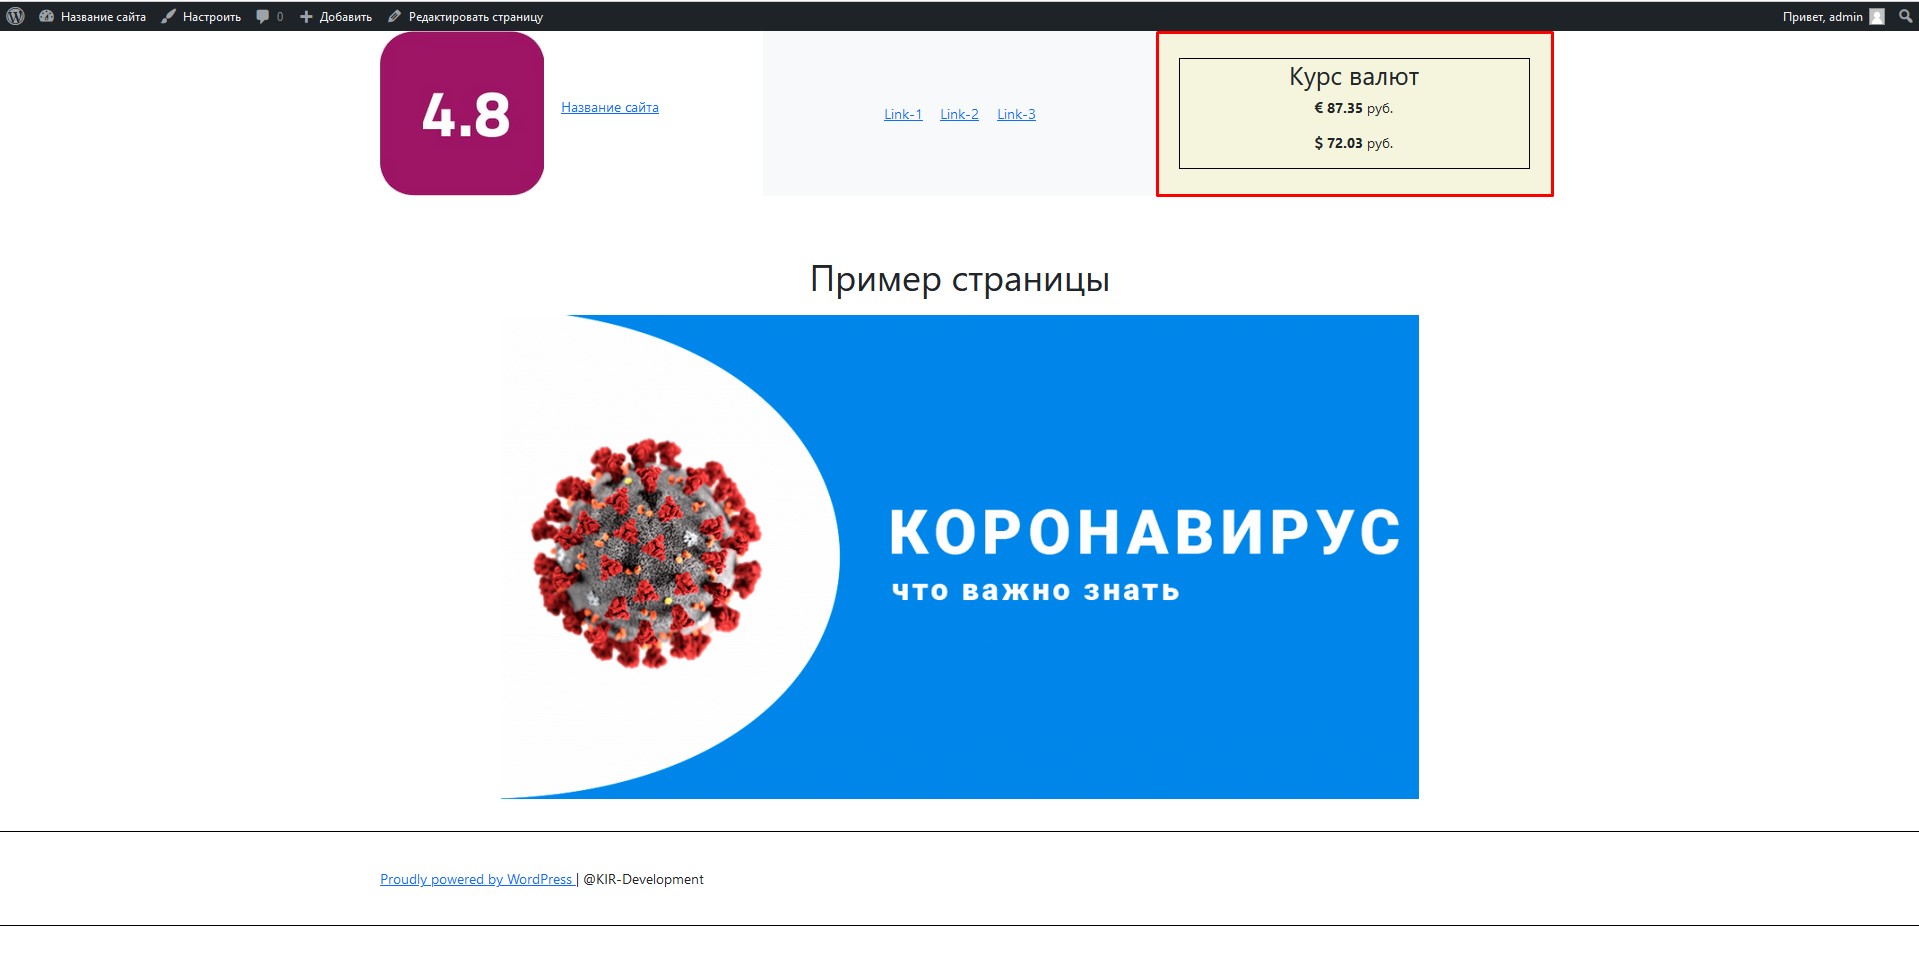 Название сайта Настроить 0 Добавить Редактировать страницу Привет, admin
4.8
Название сайта
Link-1 Link-2 Link-3
Курс валют
€ 87.35 руб.
$ 72.03 руб.
Пример страницы
КОРОНАВИРУС
что важно знать
Proudly powered by WordPress | @KIR-Development